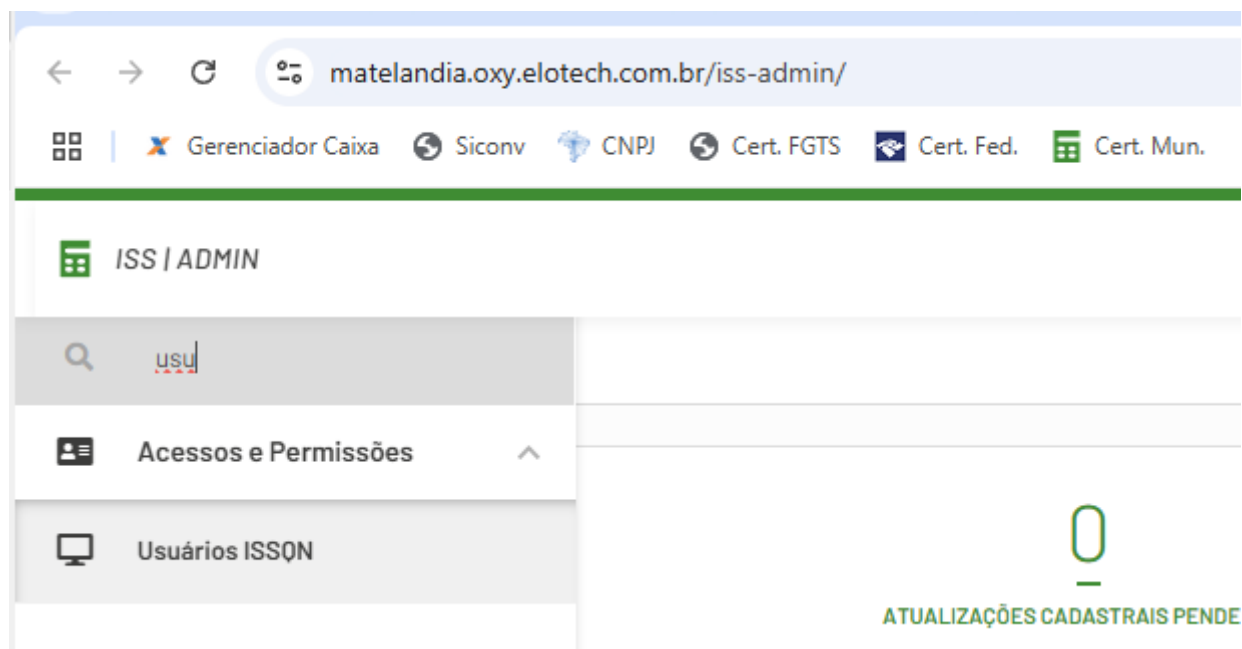 matelandia.oxy.elotech.com.br/iss-admin/
Gerenciador Caixa Siconv CNPJ Cert. FGTS Cert. Fed. Cert. Mun.
ISS | ADMIN
usu
Acessos e Permissões
Usuários ISSQN
0
ATUALIZAÇÕES CADASTRAIS PENDE